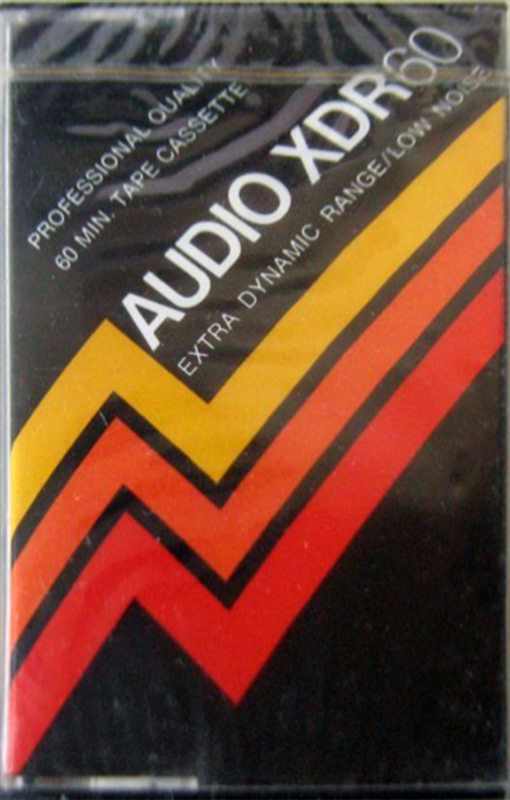 PROFESSIONAL QUALITY
60 MIN. TAPE CASSETTE
AUDIO XDR60
EXTRA DYNAMIC RANGE/LOW NOISE